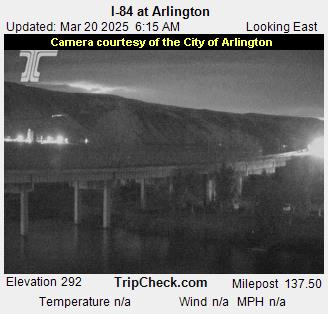 I-84 at Arlington
Updated: Mar 20 2025 6:15 AM Looking East
Camera courtesy of the City of Arlington
Elevation 292 TripCheck.com Milepost 137.50
Temperature n/a Wind n/a MPH n/a